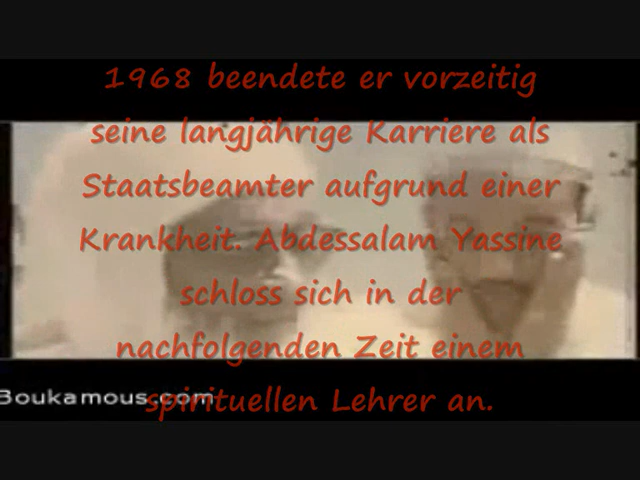 1968 beendete er vorzeitig
seine langjährige Karriere als
Staatsbeamter aufgrund einer
Krankheit. Abdessalam Yassine
schloss sich in der
nachfolgenden Zeit einem
spirituellen Lehrer an.
Boukamous.com